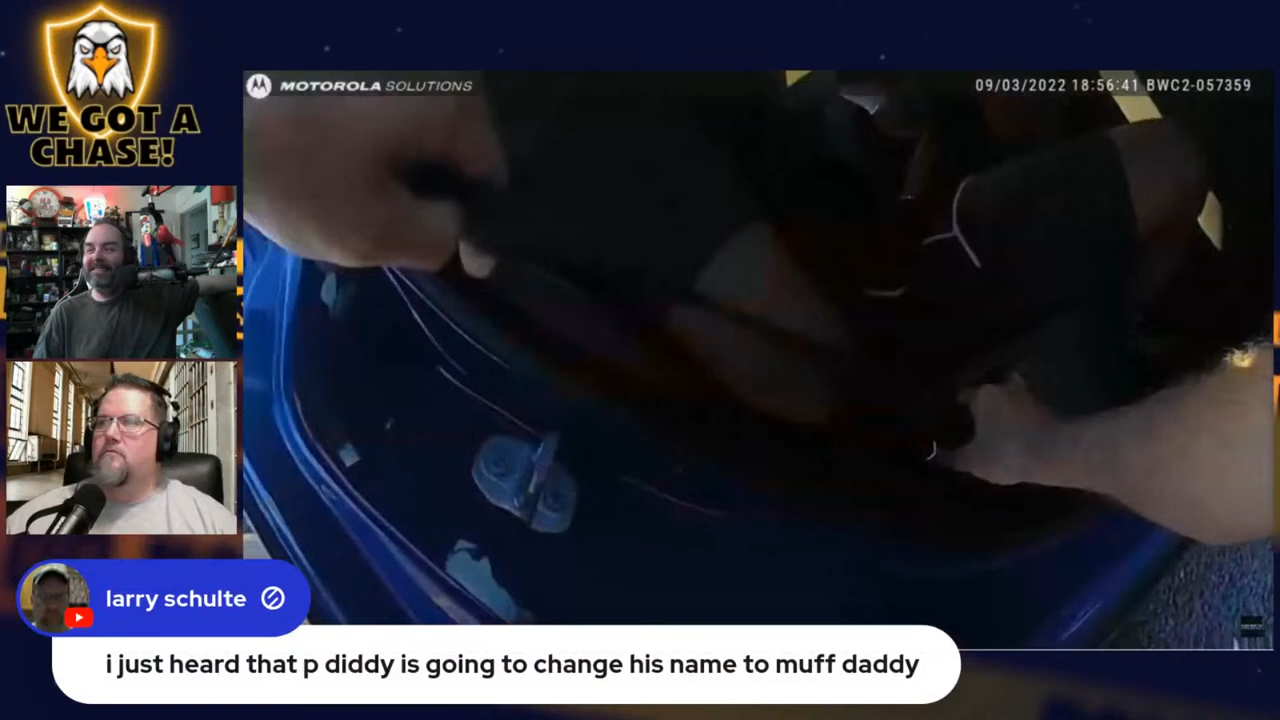 WE GOT A
CHASE!
MOTOROLA SOLUTIONS
09/03/2022 18:56:41 BWC2-057359
larry schulte
i just heard that p diddy is going to change his name to muff daddy